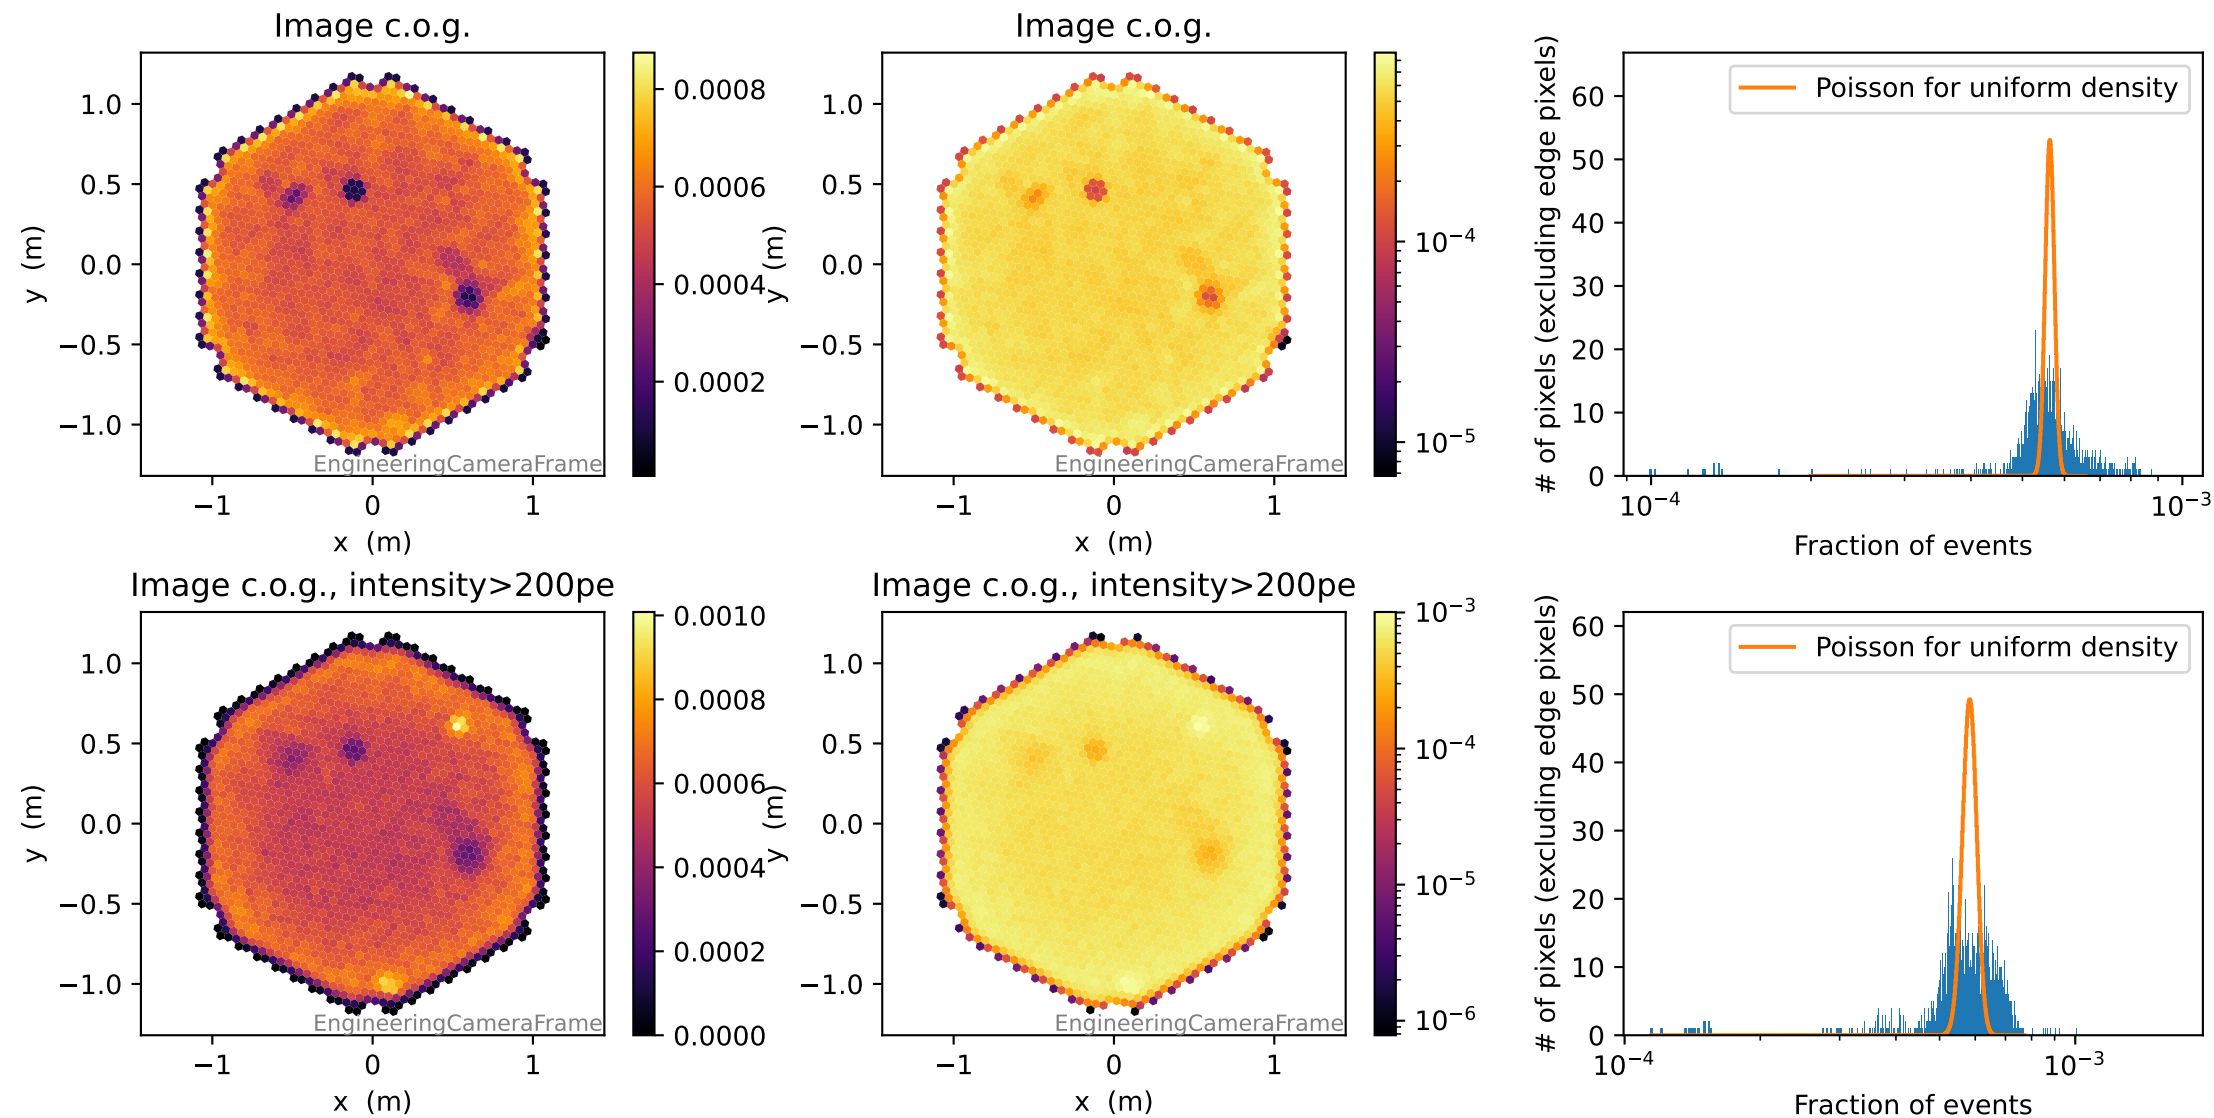 Image c.o.g.
1.0
0.5
0.0
−0.5
−1.0
y (m)
−1 0 1
x (m)
EngineeringCameraFrame
0.0008
0.0006
0.0004
0.0002
Image c.o.g.
1.0
0.5
0.0
−0.5
−1.0
y (m)
−1 0 1
x (m)
EngineeringCameraFrame
10⁻⁴
10⁻⁵
# of pixels (excluding edge pixels)
60
50
40
30
20
10
0
Poisson for uniform density
10⁻⁴ 10⁻³
Fraction of events
Image c.o.g., intensity>200pe
1.0
0.5
0.0
−0.5
−1.0
y (m)
−1 0 1
x (m)
EngineeringCameraFrame
0.0010
0.0008
0.0006
0.0004
0.0002
0.0000
Image c.o.g., intensity>200pe
1.0
0.5
0.0
−0.5
−1.0
y (m)
−1 0 1
x (m)
EngineeringCameraFrame
10⁻³
10⁻⁴
10⁻⁵
10⁻⁶
# of pixels (excluding edge pixels)
60
50
40
30
20
10
0
Poisson for uniform density
10⁻⁴ 10⁻³
Fraction of events